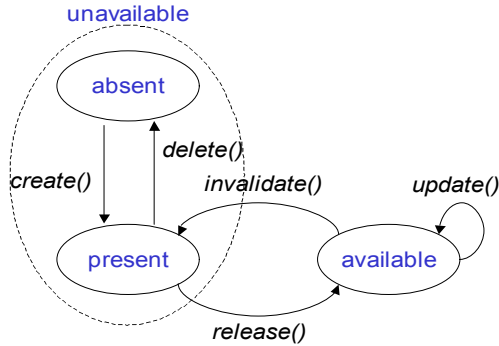 unavailable
absent
delete()
create()
invalidate()
update()
present
available
release()